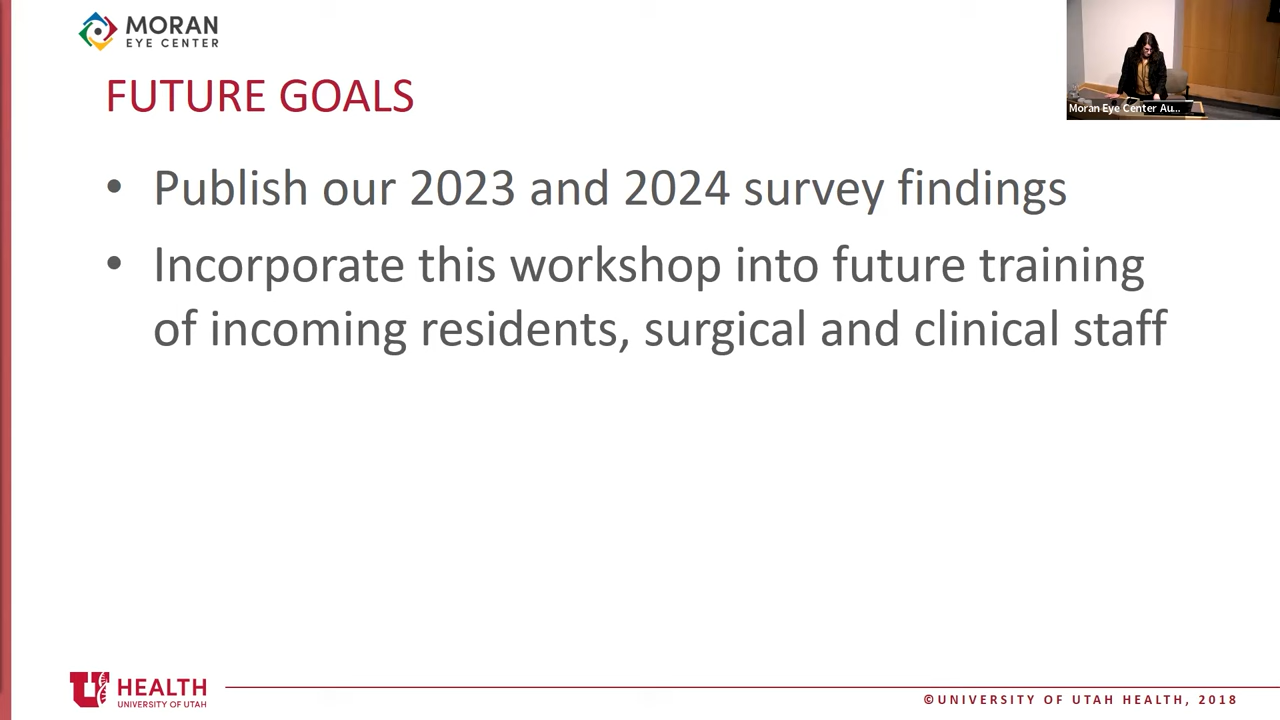 MORAN
EYE CENTER
Moran Eye Center Au...
FUTURE GOALS
• Publish our 2023 and 2024 survey findings
• Incorporate this workshop into future training
of incoming residents, surgical and clinical staff
U HEALTH
UNIVERSITY OF UTAH
©UNIVERSITY OF UTAH HEALTH, 2018